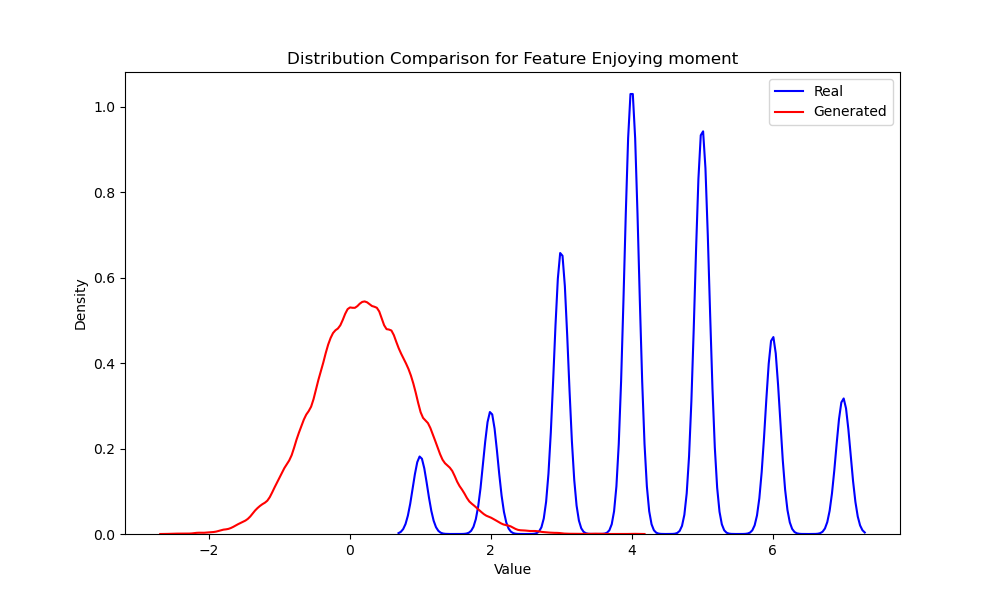 Distribution Comparison for Feature Enjoying moment
Real
Generated
1.0
0.8
0.6
0.4
0.2
0.0
Density
−2
0
2
4
6
Value